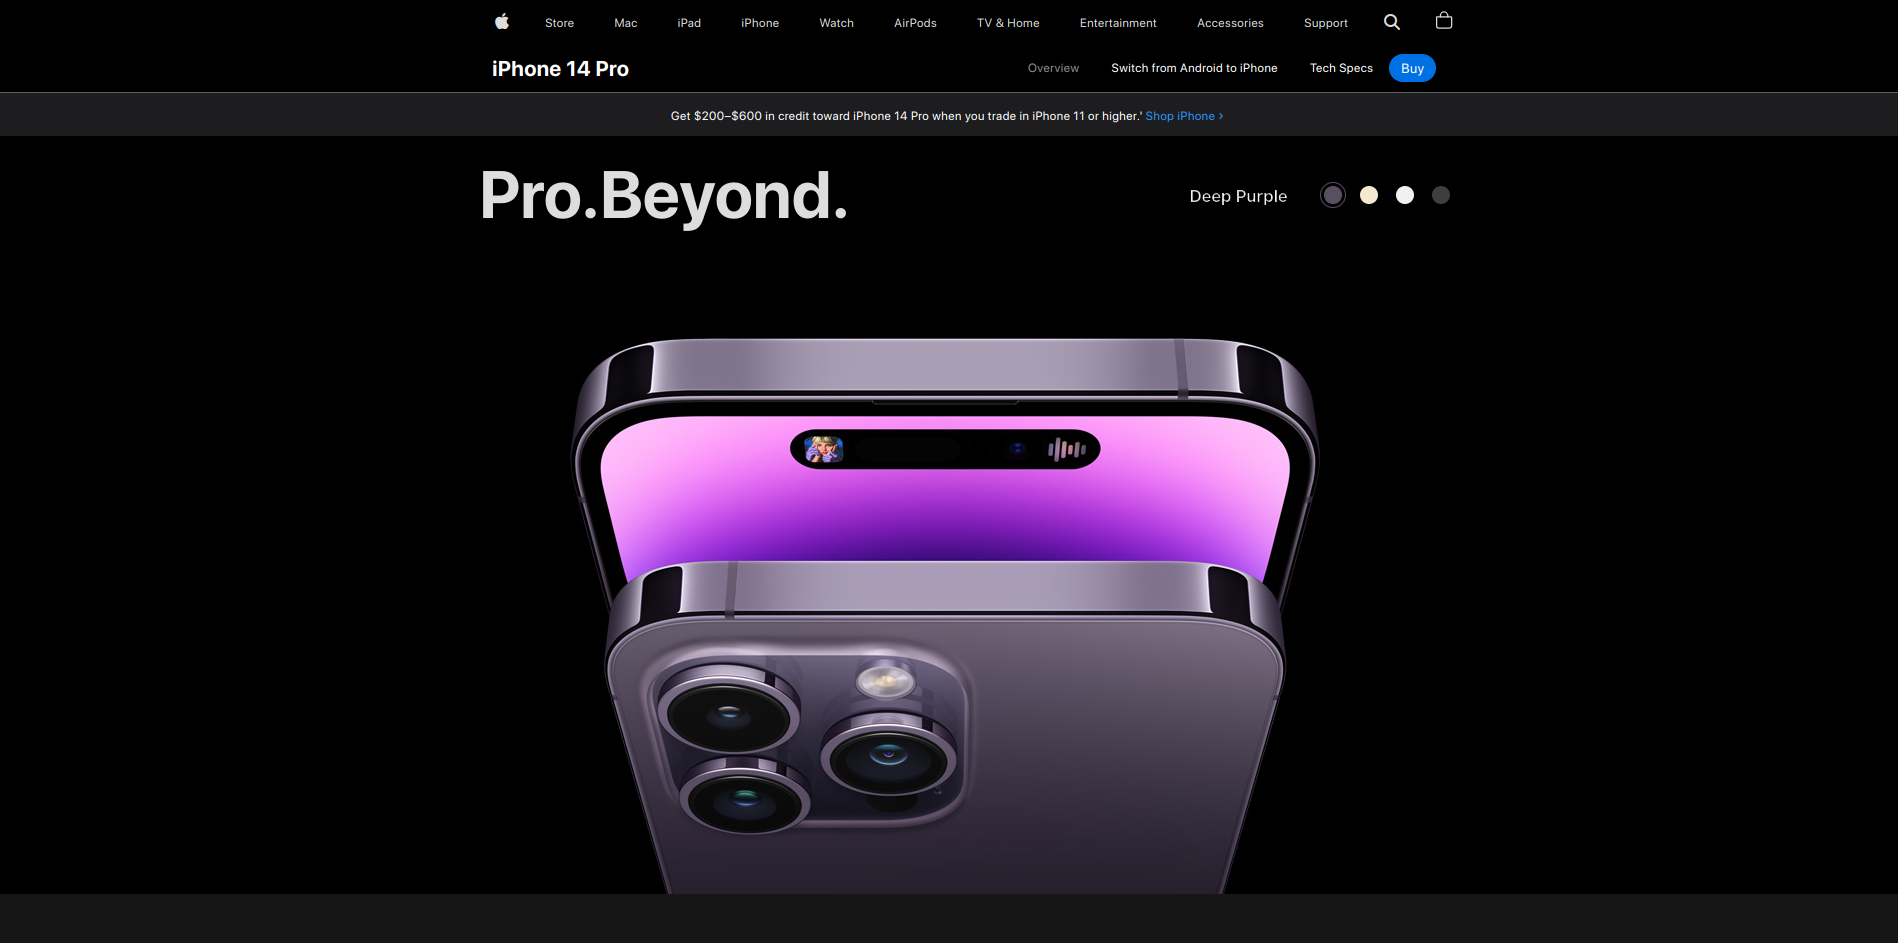 Store Mac iPad iPhone Watch AirPods TV & Home Entertainment Accessories Support
iPhone 14 Pro
Overview Switch from Android to iPhone Tech Specs Buy
Get $200–$600 in credit toward iPhone 14 Pro when you trade in iPhone 11 or higher.' Shop iPhone ›
Pro.Beyond.
Deep Purple